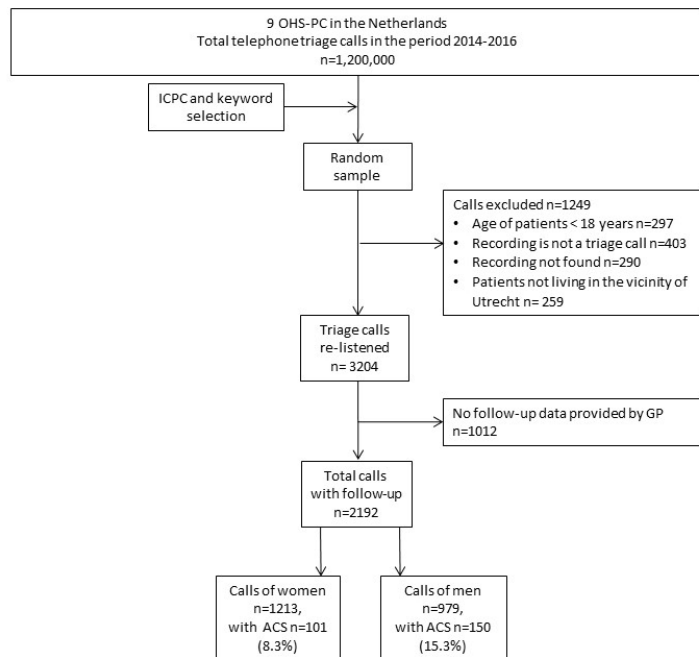 9 OHS-PC in the Netherlands
Total telephone triage calls in the period 2014-2016
n=1,200,000
ICPC and keyword
selection
Random
sample
Calls excluded n=1249
• Age of patients < 18 years n=297
• Recording is not a triage call n=403
• Recording not found n=290
• Patients not living in the vicinity of
Utrecht n= 259
Triage calls
re-listened
n= 3204
No follow-up data provided by GP
n=1012
Total calls
with follow-up
n=2192
Calls of women
n=1213,
with ACS n=101
(8.3%)
Calls of men
n=979,
with ACS n=150
(15.3%)